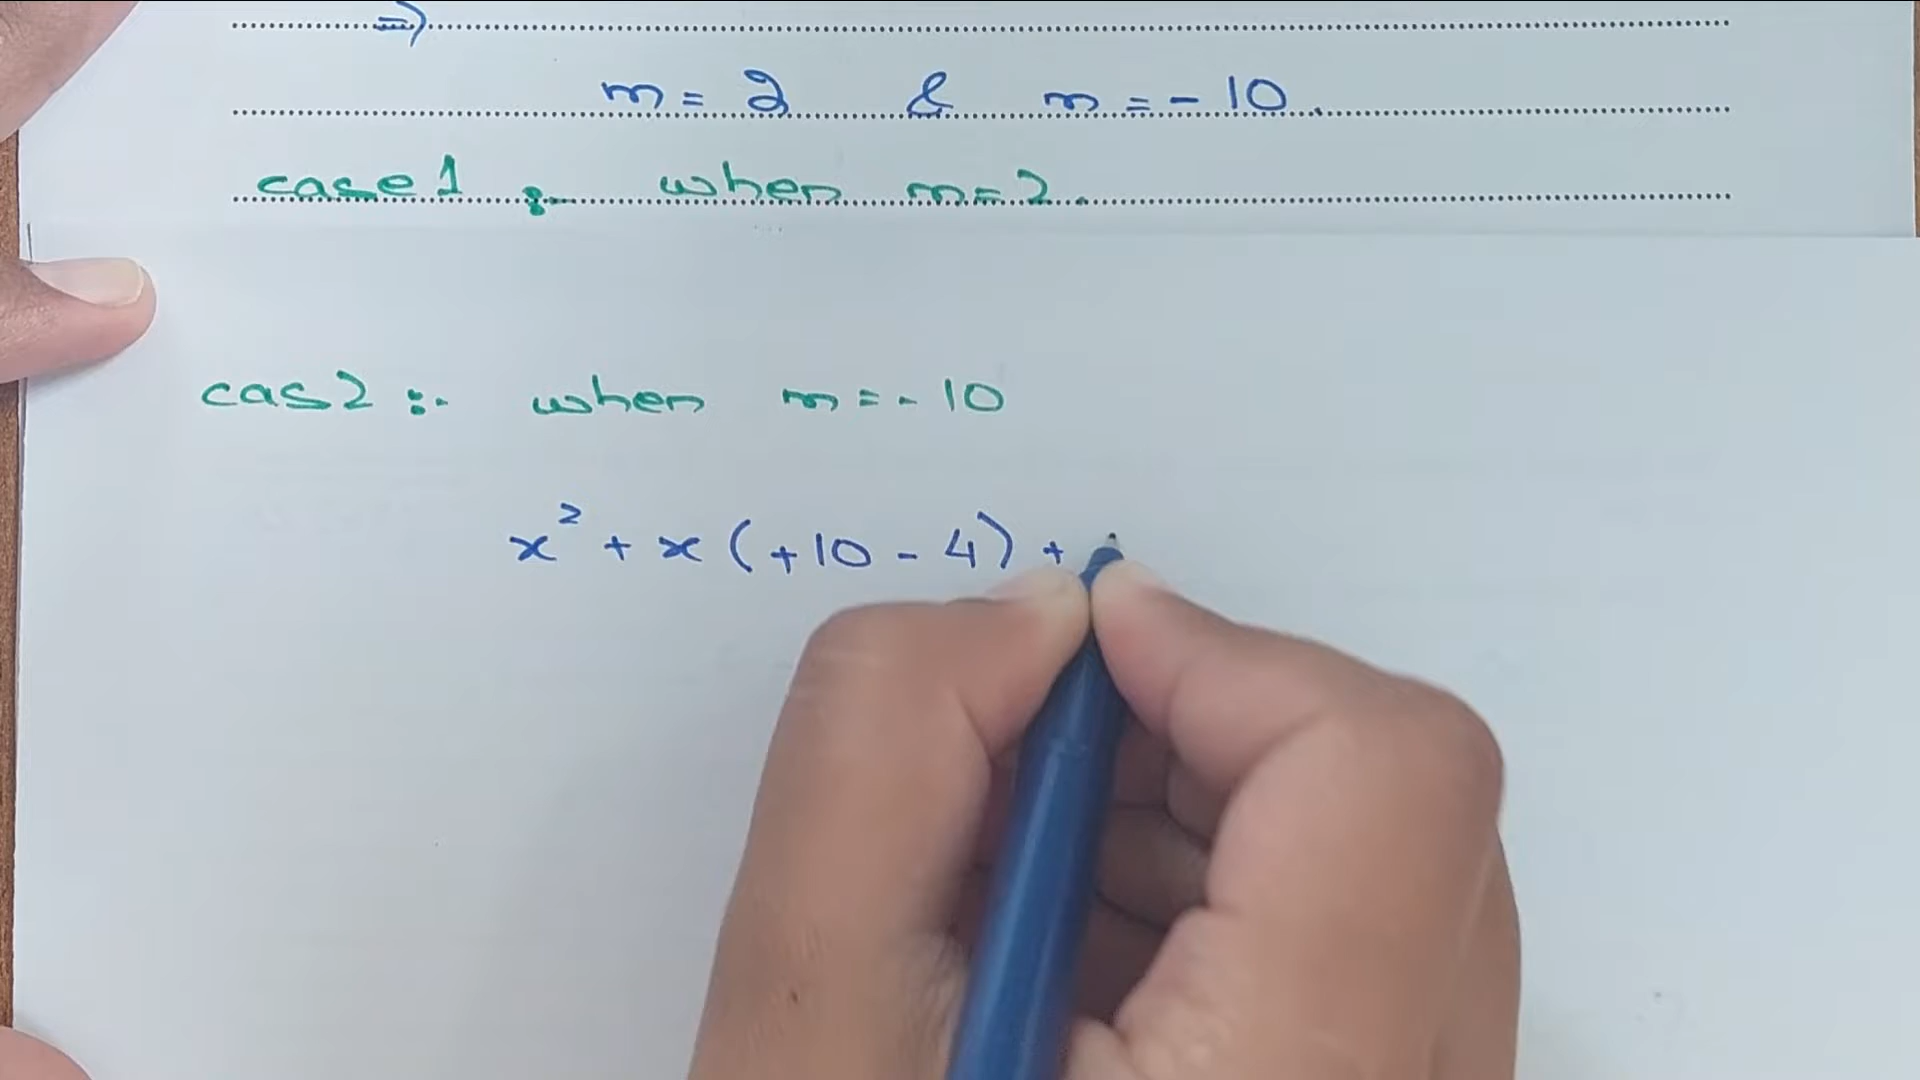 ⇒
m = 2 & m = - 10.
case 1 :- when m = 2.
cas2 :- when m = - 10
x² + x (+10 - 4) +